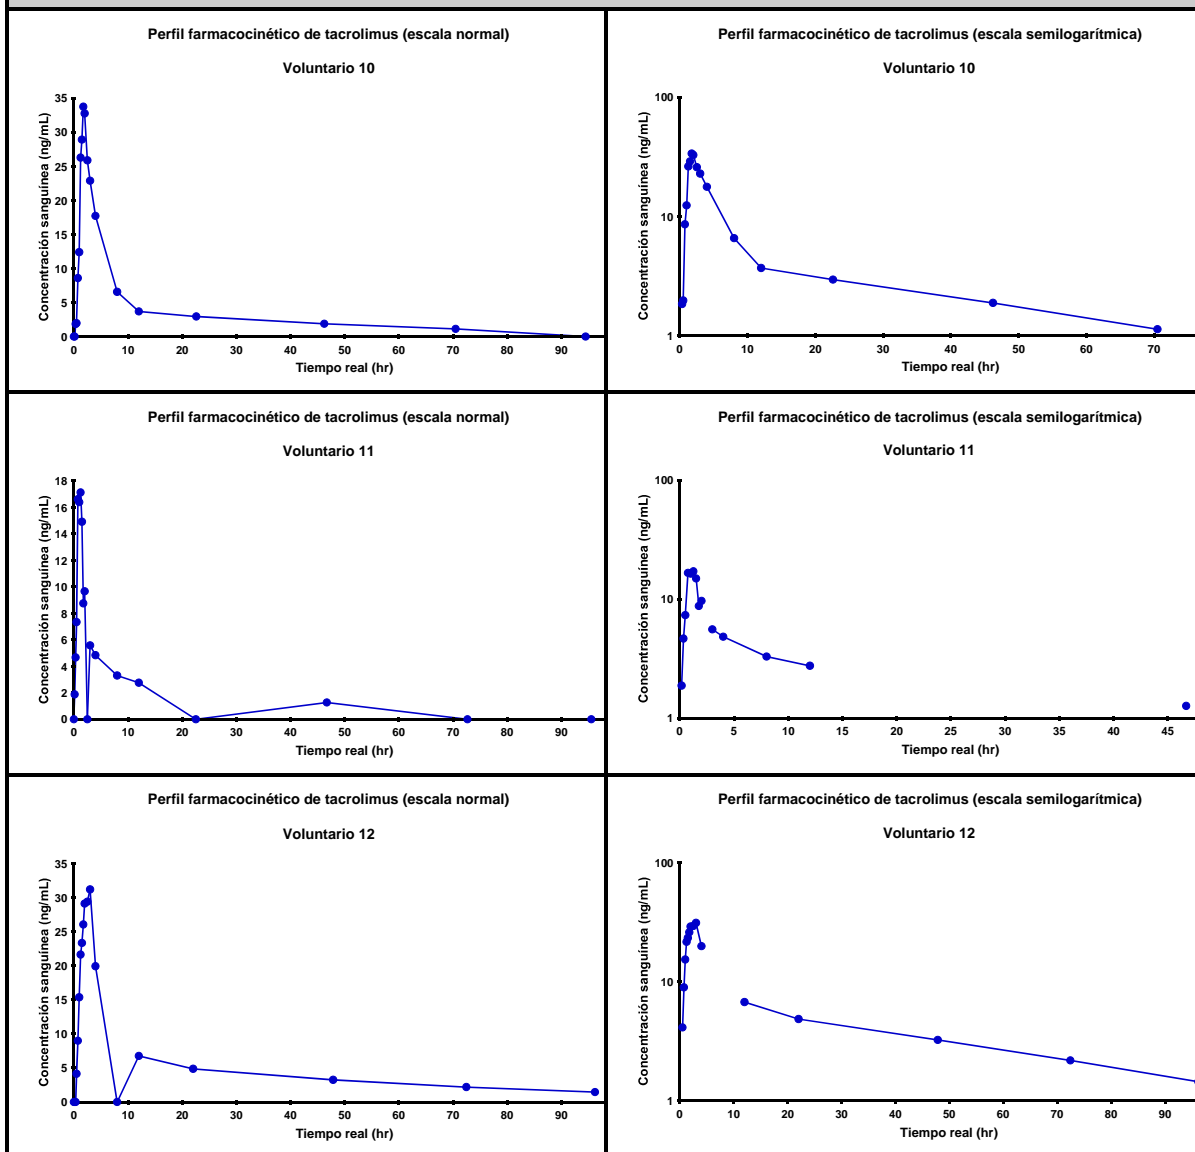 Perfil farmacocinético de tacrolimus (escala normal)
Voluntario 10
Concentración sanguínea (ng/mL)
35
30
25
20
15
10
5
0
0 10 20 30 40 50 60 70 80 90
Tiempo real (hr)
Perfil farmacocinético de tacrolimus (escala semilogarítmica)
Voluntario 10
Concentración sanguínea (ng/mL)
100
10
1
0 10 20 30 40 50 60 70
Tiempo real (hr)
Perfil farmacocinético de tacrolimus (escala normal)
Voluntario 11
Concentración sanguínea (ng/mL)
18
16
14
12
10
8
6
4
2
0
0 10 20 30 40 50 60 70 80 90
Tiempo real (hr)
Perfil farmacocinético de tacrolimus (escala semilogarítmica)
Voluntario 11
Concentración sanguínea (ng/mL)
100
10
1
0 5 10 15 20 25 30 35 40 45
Tiempo real (hr)
Perfil farmacocinético de tacrolimus (escala normal)
Voluntario 12
Concentración sanguínea (ng/mL)
35
30
25
20
15
10
5
0
0 10 20 30 40 50 60 70 80 90
Tiempo real (hr)
Perfil farmacocinético de tacrolimus (escala semilogarítmica)
Voluntario 12
Concentración sanguínea (ng/mL)
100
10
1
0 10 20 30 40 50 60 70 80 90
Tiempo real (hr)